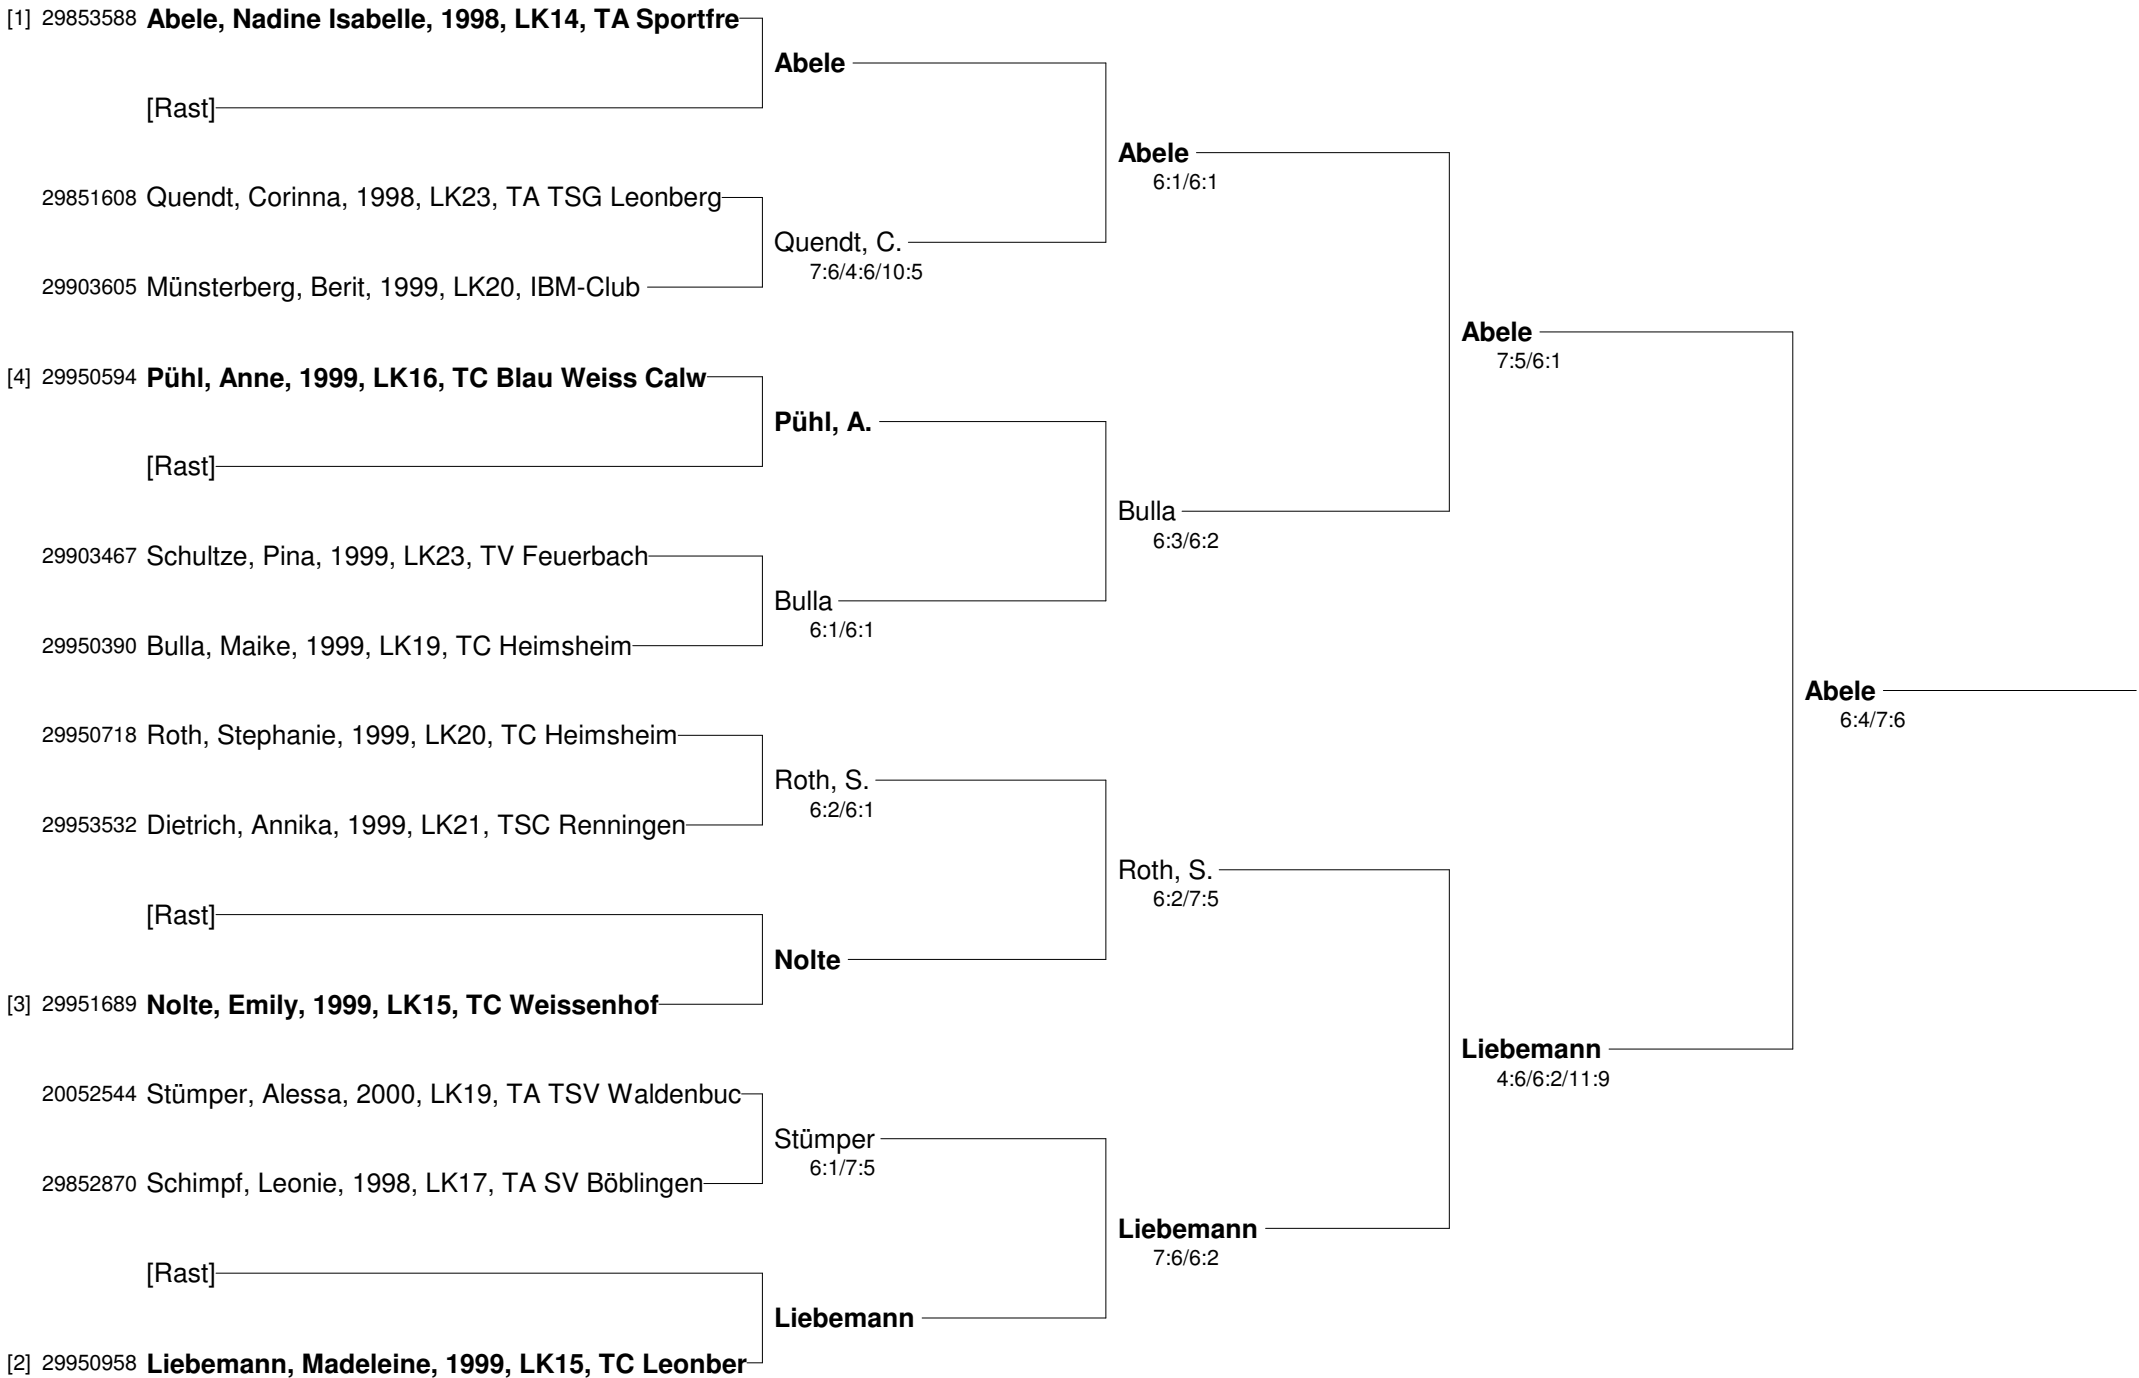 [1] 29853588 Abele, Nadine Isabelle, 1998, LK14, TA Sportfre
Abele
[Rast]
Abele
6:1/6:1
29851608 Quendt, Corinna, 1998, LK23, TA TSG Leonberg
Quendt, C.
7:6/4:6/10:5
29903605 Münsterberg, Berit, 1999, LK20, IBM-Club
Abele
7:5/6:1
[4] 29950594 Pühl, Anne, 1999, LK16, TC Blau Weiss Calw
Pühl, A.
[Rast]
Bulla
6:3/6:2
29903467 Schultze, Pina, 1999, LK23, TV Feuerbach
Bulla
6:1/6:1
29950390 Bulla, Maike, 1999, LK19, TC Heimsheim
Abele
6:4/7:6
29950718 Roth, Stephanie, 1999, LK20, TC Heimsheim
Roth, S.
6:2/6:1
29953532 Dietrich, Annika, 1999, LK21, TSC Renningen
Roth, S.
6:2/7:5
[Rast]
Nolte
[3] 29951689 Nolte, Emily, 1999, LK15, TC Weissenhof
Liebemann
4:6/6:2/11:9
20052544 Stümper, Alessa, 2000, LK19, TA TSV Waldenbuc
Stümper
6:1/7:5
29852870 Schimpf, Leonie, 1998, LK17, TA SV Böblingen
Liebemann
7:6/6:2
[Rast]
Liebemann
[2] 29950958 Liebemann, Madeleine, 1999, LK15, TC Leonber